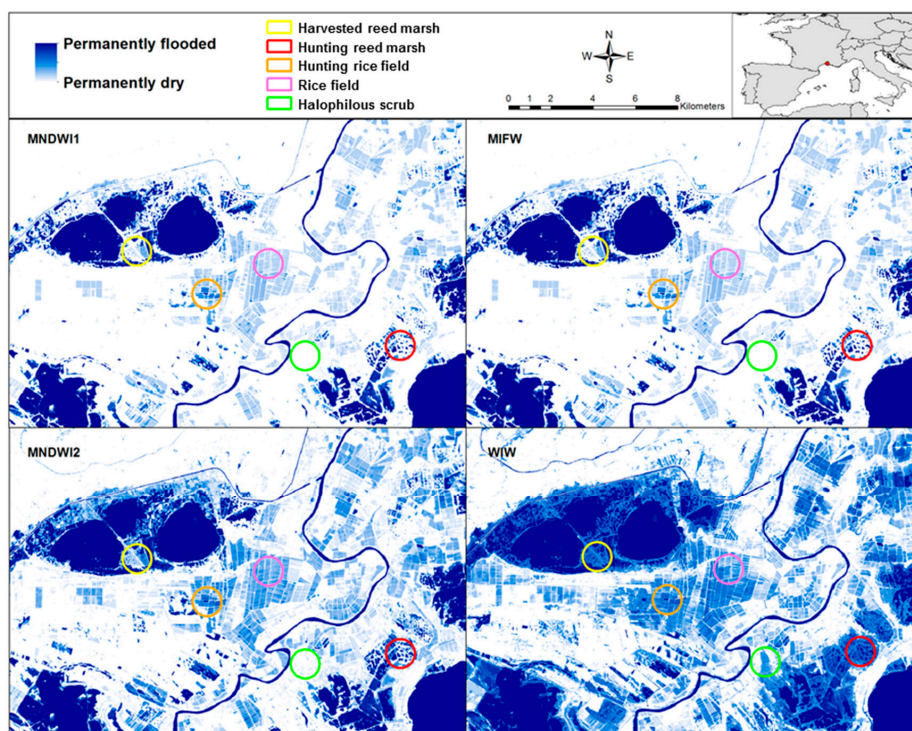 Permanently flooded
Permanently dry
Harvested reed marsh
Hunting reed marsh
Hunting rice field
Rice field
Halophilous scrub
N
W E
S
0 1 2 4 6 8
Kilometers
MNDWI1
MIFW
MNDWI2
WIW